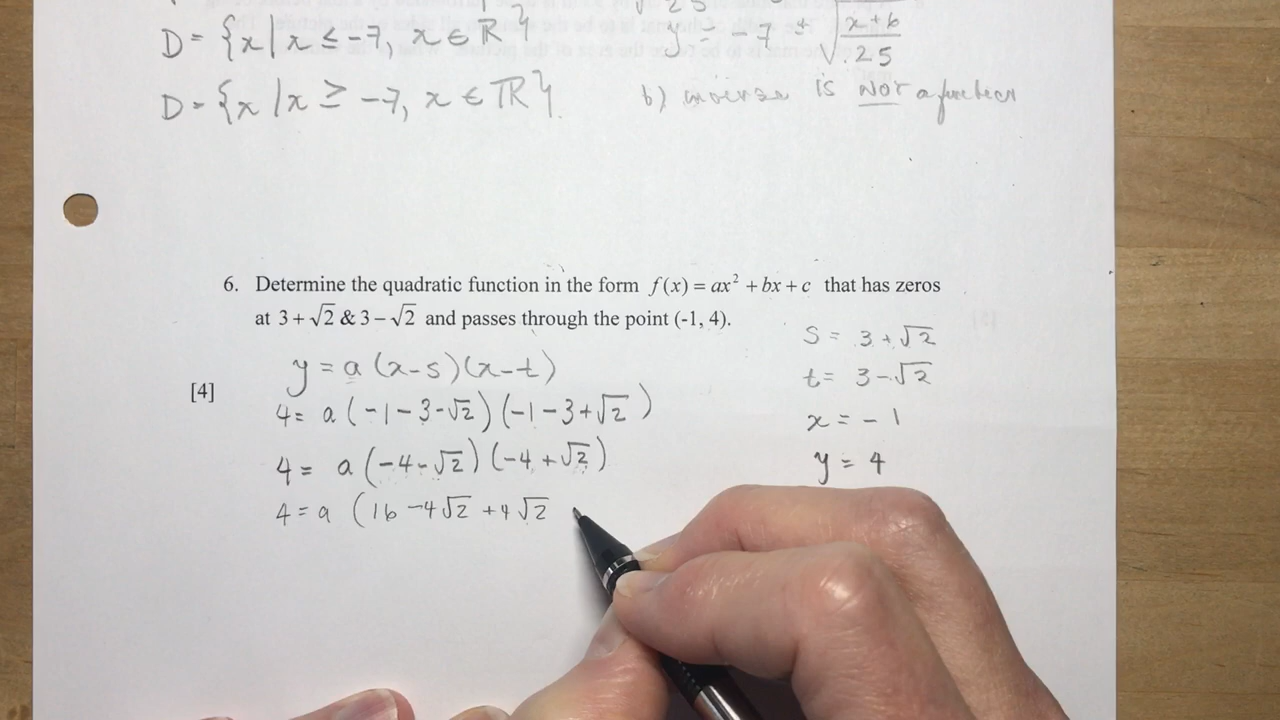 D = {x | x ≤ -7, x ∈ ℝ}
y = -7 ± √(x+6)/.25
D = {x | x ≥ -7, x ∈ ℝ}
b) inverse is NOT a function
6. Determine the quadratic function in the form f(x) = ax² + bx + c that has zeros
at 3 + √2 & 3 − √2 and passes through the point (-1, 4).
S = 3 + √2
y = a (x-s)(x-t)
t = 3-√2
[4]
4 = a (-1-3-√2)(-1-3+√2)
x = -1
4 = a (-4-√2)(-4+√2)
y = 4
4 = a (16 -4√2 +4√2